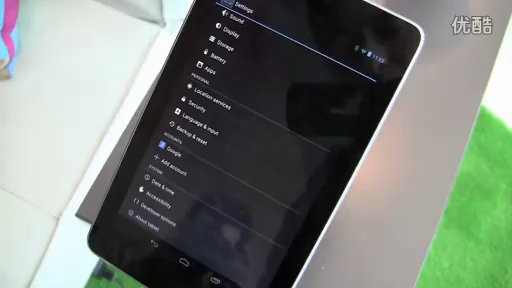 优酷
Settings
Sound
Display
Storage
Battery
Apps
PERSONAL
Location services
Security
Language & input
Backup & reset
ACCOUNTS
Google
Add account
SYSTEM
Date & time
Accessibility
Developer options
About tablet